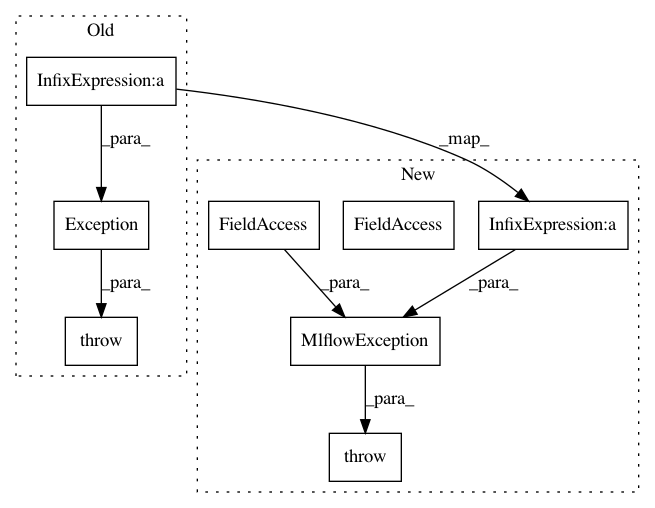 Old
InfixExpression:a
_para_
_map_
New
Exception
FieldAccess
FieldAccess
InfixExpression:a
_para_
_para_
_para_
throw
MlflowException
_para_
throw